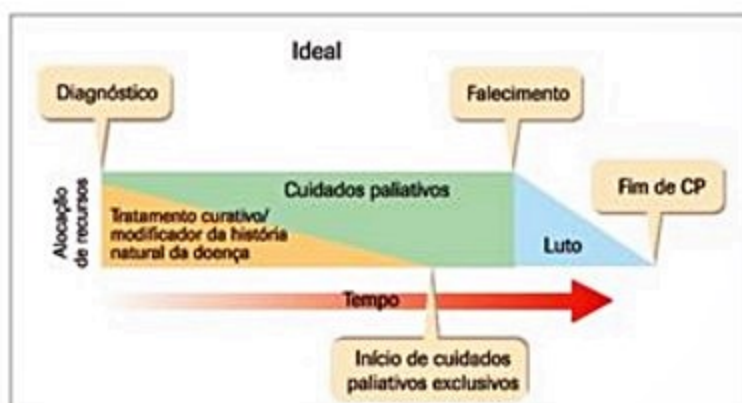 Ideal
Diagnóstico
Falecimento
Fim de CP
Alocação
de recursos
Cuidados paliativos
Tratamento curativo/
modificador da história
natural da doença
Luto
Tempo
Início de cuidados
paliativos exclusivos